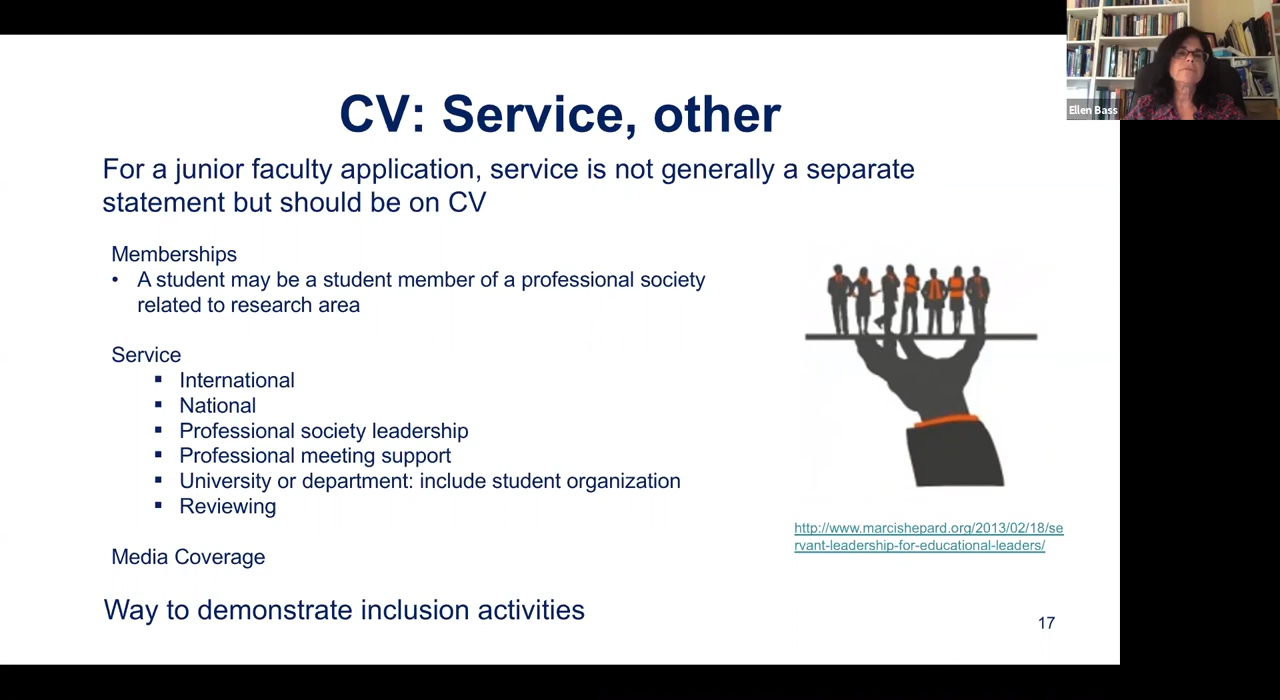 CV: Service, other
For a junior faculty application, service is not generally a separate
statement but should be on CV
Memberships
• A student may be a student member of a professional society
related to research area
Service
▪ International
▪ National
▪ Professional society leadership
▪ Professional meeting support
▪ University or department: include student organization
▪ Reviewing
Media Coverage
Way to demonstrate inclusion activities
http://www.marcishepard.org/2013/02/18/se
rvant-leadership-for-educational-leaders/
17
Ellen Bass